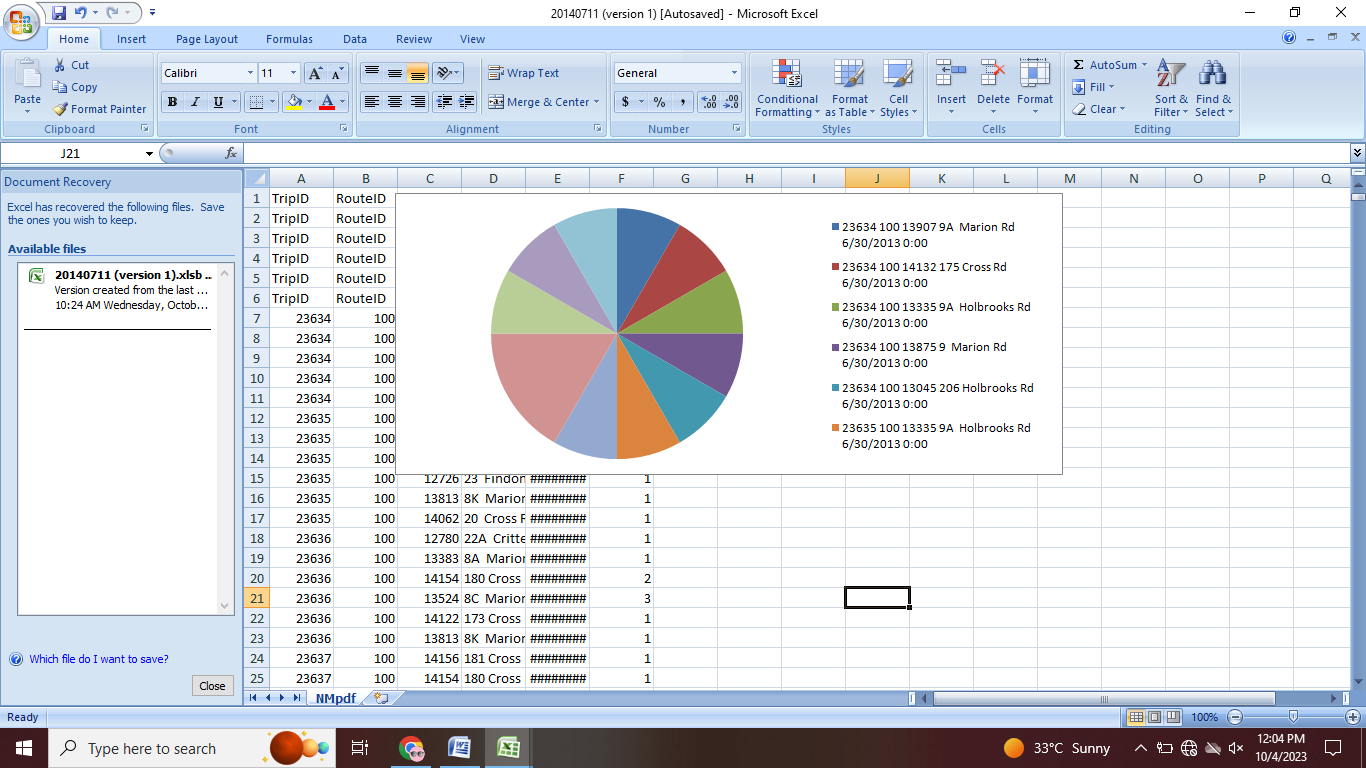 20140711 (version 1) [Autosaved] - Microsoft Excel
Home Insert Page Layout Formulas Data Review View
Paste
Cut
Copy
Format Painter
Clipboard
Calibri 11 A A
B I U A
Font
Wrap Text
Merge & Center
Alignment
General
$ % , .00 .00
Number
Conditional Formatting
Format as Table
Cell Styles
Styles
Insert Delete Format
Cells
Σ AutoSum
Fill
Clear
Sort & Filter
Find & Select
Editing
J21 fx
Document Recovery
Excel has recovered the following files. Save
the ones you wish to keep.
Available files
20140711 (version 1).xlsb ..
Version created from the last ...
10:24 AM Wednesday, Octob...
Which file do I want to save?
Close
A B C D E F G H I J K L M N O P Q
1 TripID RouteID
2 TripID RouteID
3 TripID RouteID
4 TripID RouteID
5 TripID RouteID
6 TripID RouteID
7 23634 100
8 23634 100
9 23634 100
10 23634 100
11 23634 100
12 23635 100
13 23635 100
14 23635 100
15 23635 100 12726 23 Findon ######## 1
16 23635 100 13813 8K Marion ######## 1
17 23635 100 14062 20 Cross F ######## 1
18 23636 100 12780 22A Critte ######## 1
19 23636 100 13383 8A Marion ######## 1
20 23636 100 14154 180 Cross ######## 2
21 23636 100 13524 8C Marion ######## 3
22 23636 100 14122 173 Cross ######## 1
23 23636 100 13813 8K Marion ######## 1
24 23637 100 14156 181 Cross ######## 1
25 23637 100 14154 180 Cross ######## 1
23634 100 13907 9A Marion Rd
6/30/2013 0:00
23634 100 14132 175 Cross Rd
6/30/2013 0:00
23634 100 13335 9A Holbrooks Rd
6/30/2013 0:00
23634 100 13875 9 Marion Rd
6/30/2013 0:00
23634 100 13045 206 Holbrooks Rd
6/30/2013 0:00
23635 100 13335 9A Holbrooks Rd
6/30/2013 0:00
NMpdf
Ready 100%
Type here to search
33°C Sunny
12:04 PM
10/4/2023